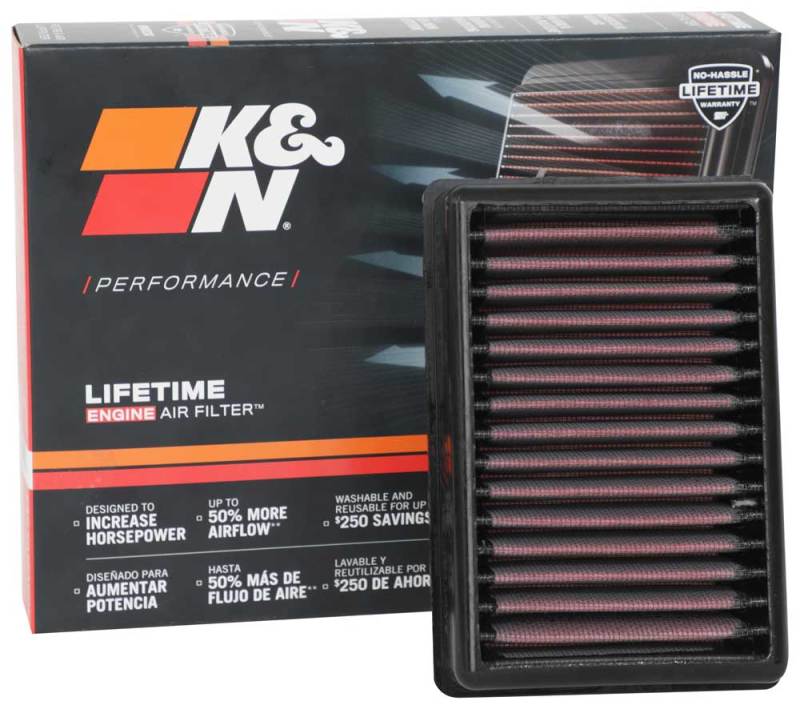 K&
N®
/PERFORMANCE/
LIFETIME
ENGINE AIR FILTER™
NO-HASSLE
LIFETIME
WARRANTY™
DESIGNED TO
INCREASE
HORSEPOWER
UP TO
50% MORE
AIRFLOW**
WASHABLE AND
REUSABLE FOR UP
$250 SAVINGS
DISEÑADO PARA
AUMENTAR
POTENCIA
HASTA
50% MÁS DE
FLUJO DE AIRE**
LAVABLE Y
REUTILIZABLE POR
$250 DE AHOR